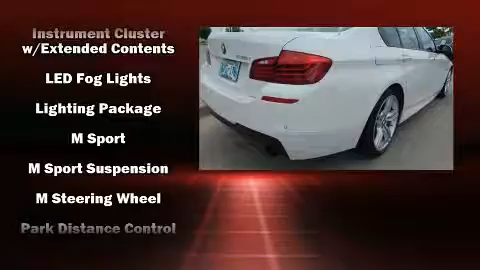 Instrument Cluster
w/Extended Contents
LED Fog Lights
Lighting Package
M Sport
M Sport Suspension
M Steering Wheel
Park Distance Control